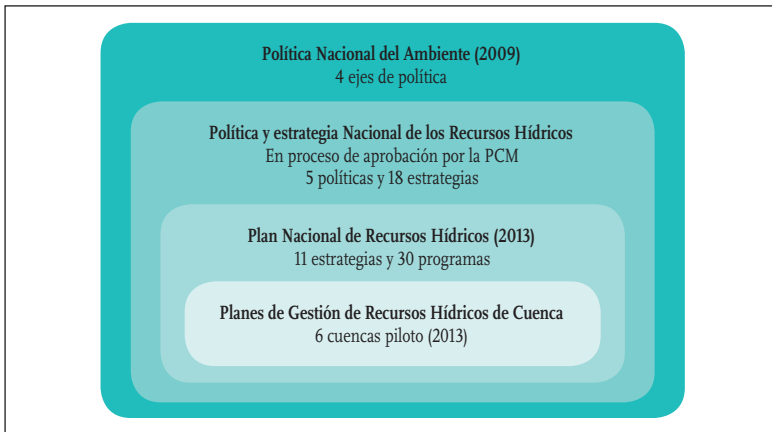 Política Nacional del Ambiente (2009)
4 ejes de política
Política y estrategia Nacional de los Recursos Hídricos
En proceso de aprobación por la PCM
5 políticas y 18 estrategias
Plan Nacional de Recursos Hídricos (2013)
11 estrategias y 30 programas
Planes de Gestión de Recursos Hídricos de Cuenca
6 cuencas piloto (2013)